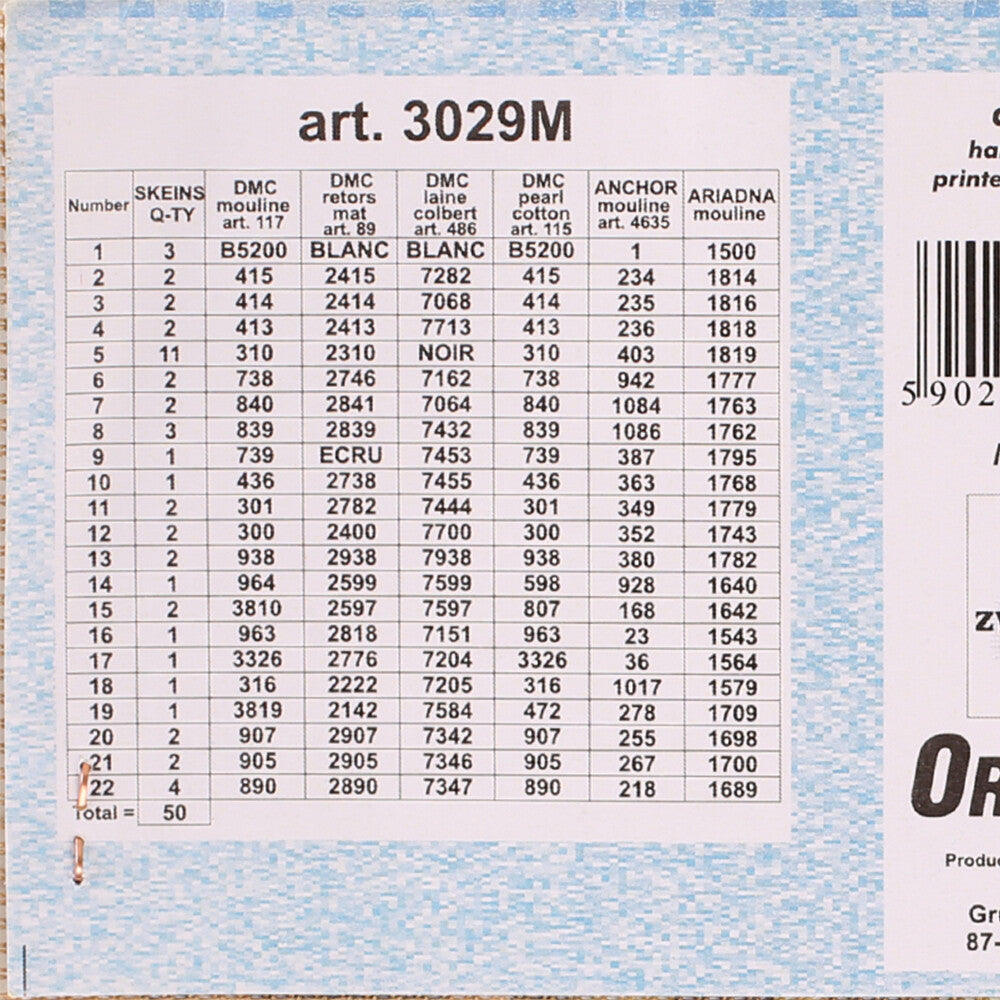 art. 3029M
Number SKEINS Q-TY DMC mouline art. 117 DMC retors mat art. 89 DMC laine colbert art. 486 DMC pearl cotton art. 115 ANCHOR mouline art. 4635 ARIADNA mouline
1 3 B5200 BLANC BLANC B5200 1 1500
2 2 415 2415 7282 415 234 1814
3 2 414 2414 7068 414 235 1816
4 2 413 2413 7713 413 236 1818
5 11 310 2310 NOIR 310 403 1819
6 2 738 2746 7162 738 942 1777
7 2 840 2841 7064 840 1084 1763
8 3 839 2839 7432 839 1086 1762
9 1 739 ECRU 7453 739 387 1795
10 1 436 2738 7455 436 363 1768
11 2 301 2782 7444 301 349 1779
12 2 300 2400 7700 300 352 1743
13 2 938 2938 7938 938 380 1782
14 1 964 2599 7599 598 928 1640
15 2 3810 2597 7597 807 168 1642
16 1 963 2818 7151 963 23 1543
17 1 3326 2776 7204 3326 36 1564
18 1 316 2222 7205 316 1017 1579
19 1 3819 2142 7584 472 278 1709
20 2 907 2907 7342 907 255 1698
21 2 905 2905 7346 905 267 1700
22 4 890 2890 7347 890 218 1689
Total = 50
ha
printe
5 902
zy
OR
Produ
Gr
87-